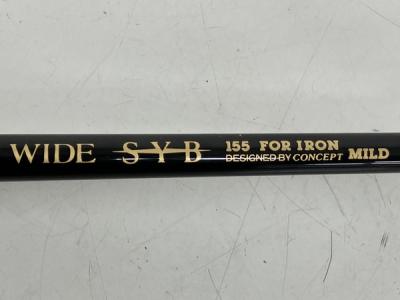 WIDE SYB 155 FOR IRON
DESIGNED BY CONCEPT MILD